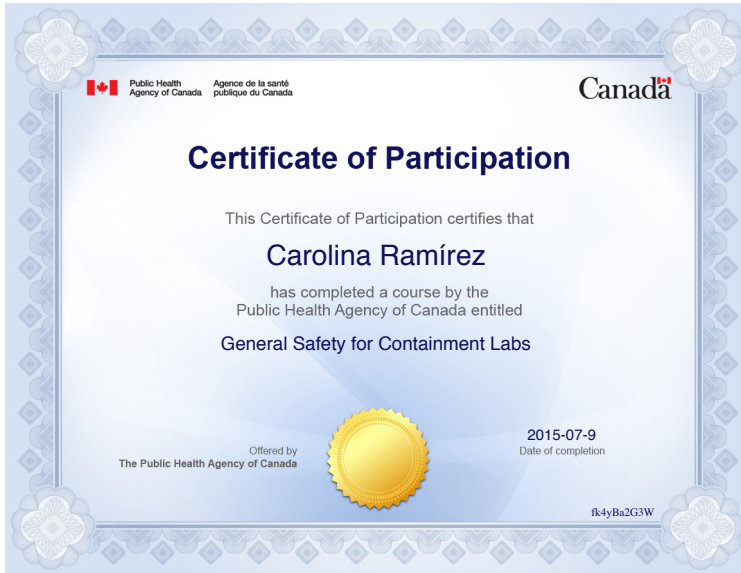 Public Health Agence de la santé
Agency of Canada publique du Canada
Canada
Certificate of Participation
This Certificate of Participation certifies that
Carolina Ramírez
has completed a course by the
Public Health Agency of Canada entitled
General Safety for Containment Labs
2015-07-9
Offered by
Date of completion
The Public Health Agency of Canada
fk4yBa2G3W